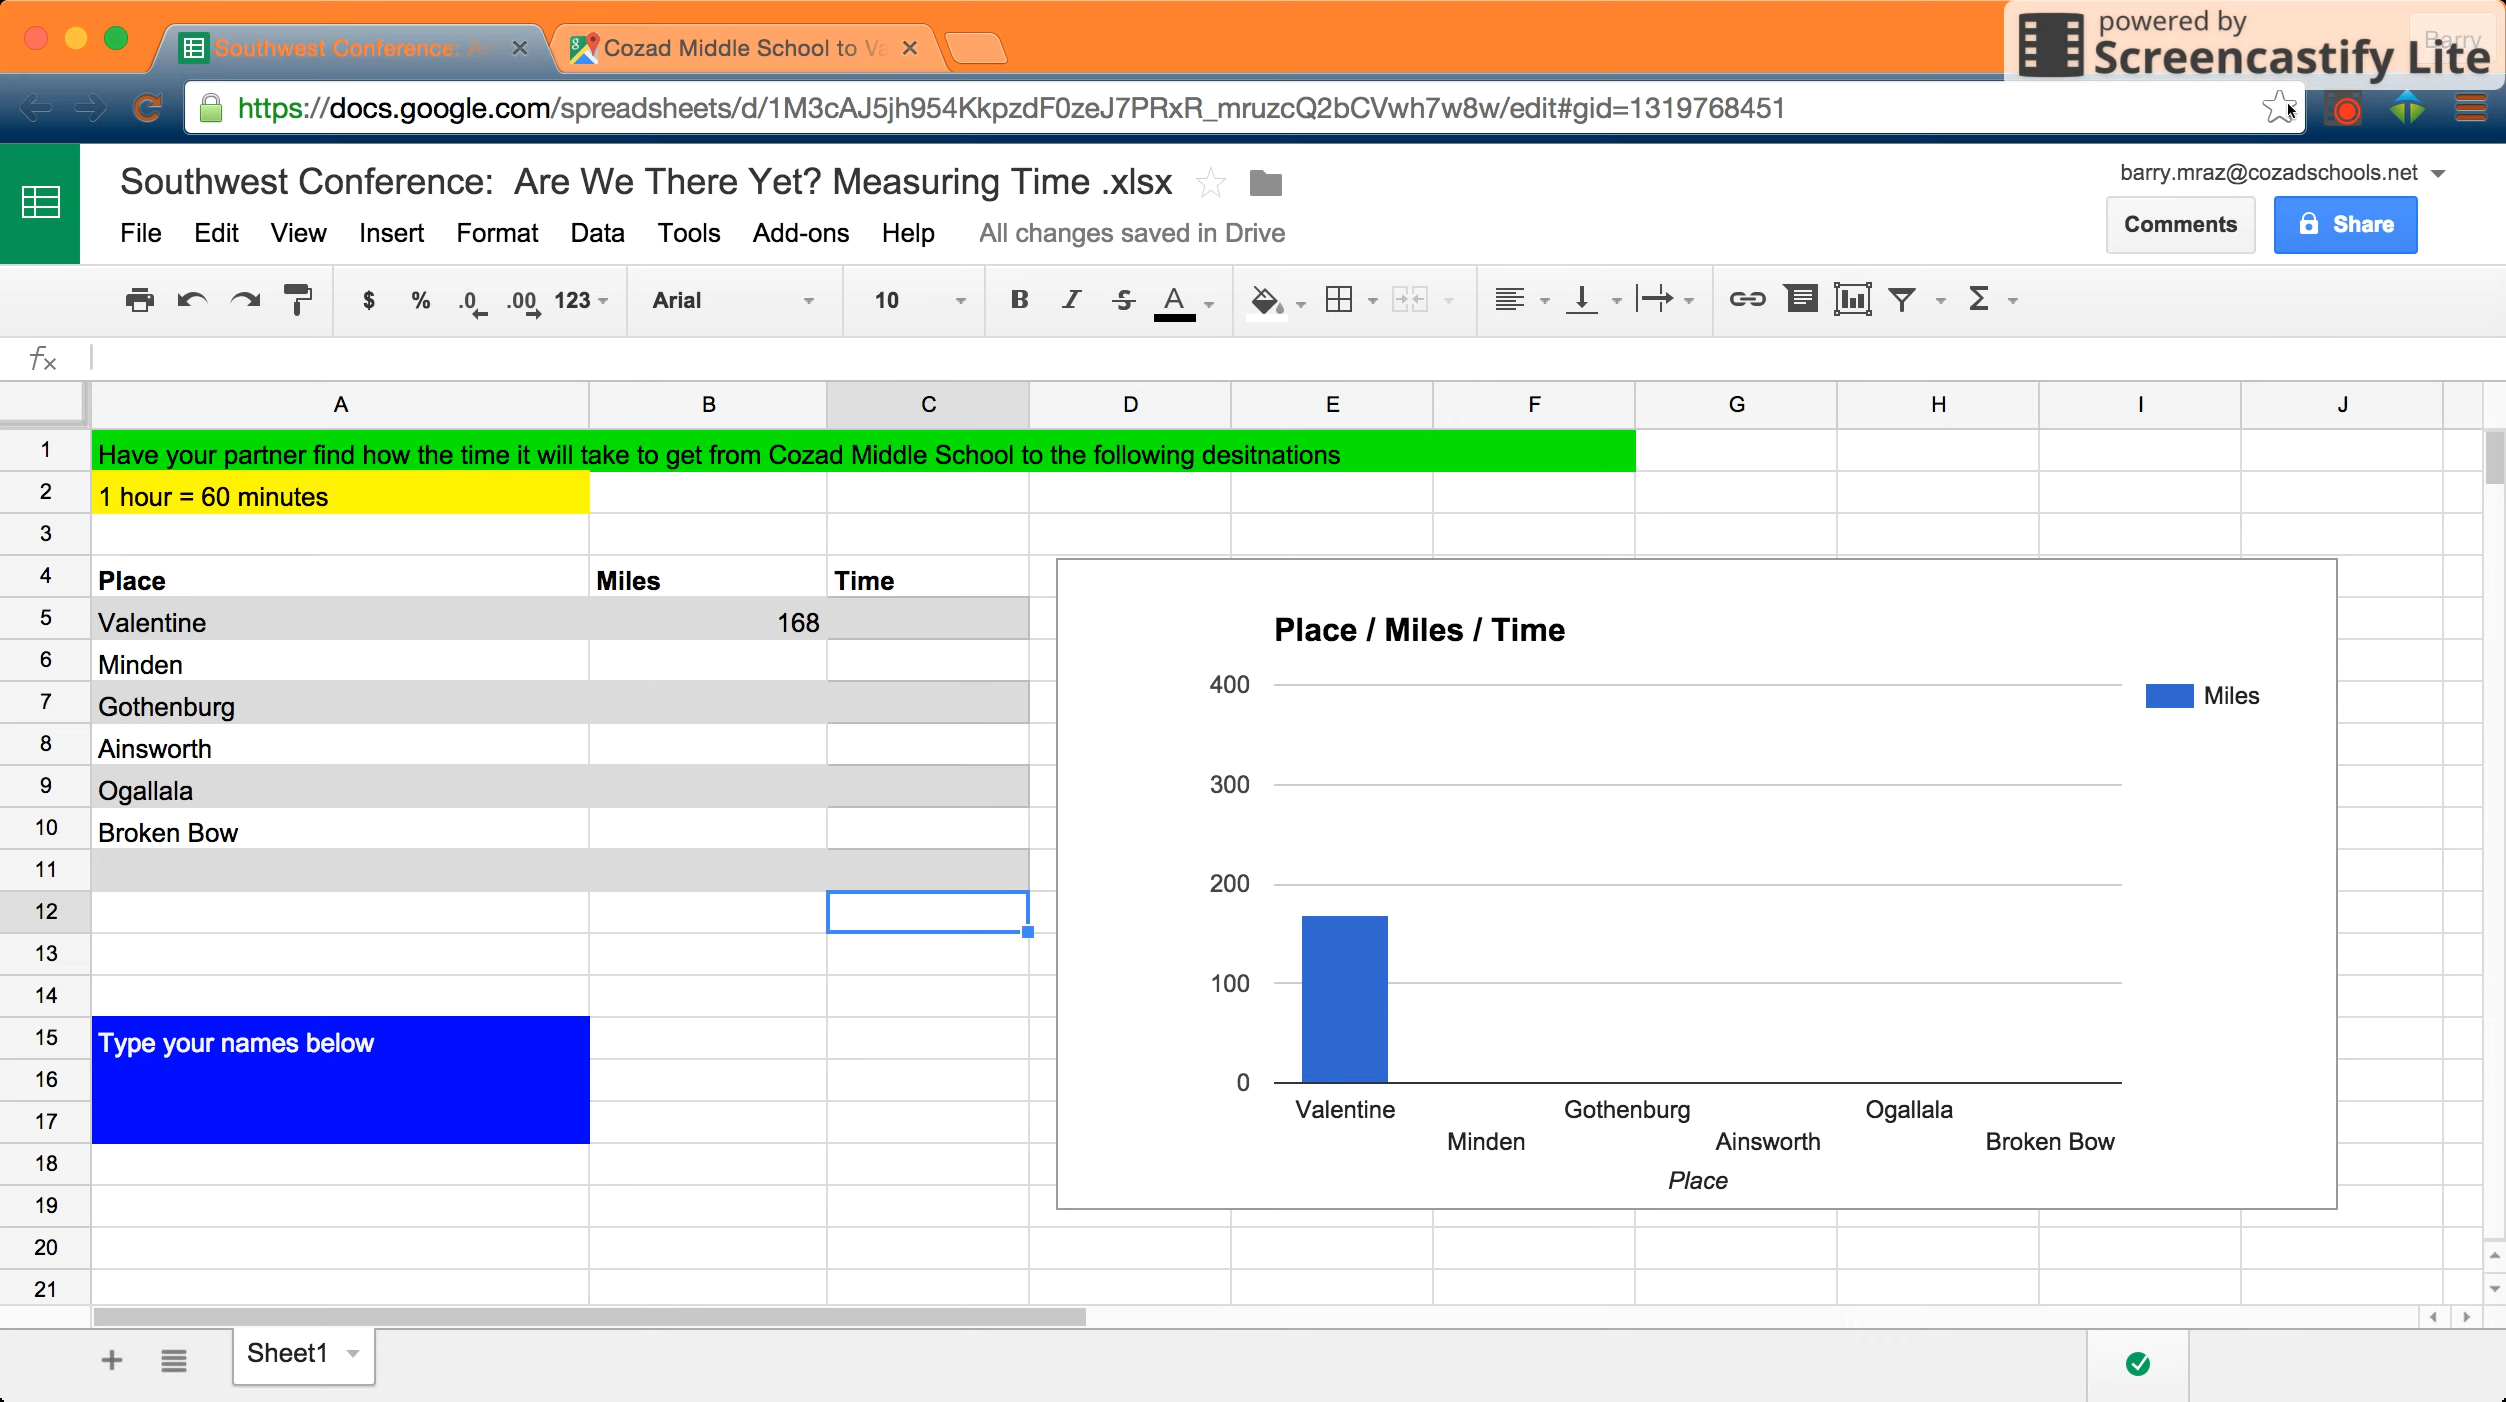 powered by
Screencastify Lite
Barry
Southwest Conference: A
Cozad Middle School to Va
https://docs.google.com/spreadsheets/d/1M3cAJ5jh954KkpzdF0zeJ7PRxR_mruzcQ2bCVwh7w8w/edit#gid=1319768451
Southwest Conference: Are We There Yet? Measuring Time .xlsx
barry.mraz@cozadschools.net
File Edit View Insert Format Data Tools Add-ons Help All changes saved in Drive
Comments
Share
$ % .0 .00 123 Arial 10 B I S A Σ
fx
A B C D E F G H I J
1 Have your partner find how the time it will take to get from Cozad Middle School to the following desitnations
2 1 hour = 60 minutes
3
4 Place Miles Time
5 Valentine 168
6 Minden
7 Gothenburg
8 Ainsworth
9 Ogallala
10 Broken Bow
11
12
13
14
15 Type your names below
16
17
18
19
20
21
Place / Miles / Time
400
300
200
100
0
Miles
Valentine Gothenburg Ogallala
Minden Ainsworth Broken Bow
Place
Sheet1